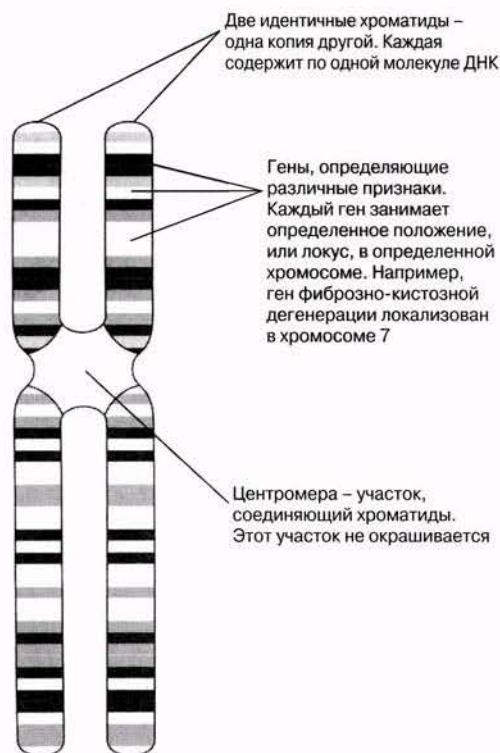 Две идентичные хроматиды –
одна копия другой. Каждая
содержит по одной молекуле ДНК
Гены, определяющие
различные признаки.
Каждый ген занимает
определенное положение,
или локус, в определенной
хромосоме. Например,
ген фиброзно-кистозной
дегенерации локализован
в хромосоме 7
Центромера – участок,
соединяющий хроматиды.
Этот участок не окрашивается